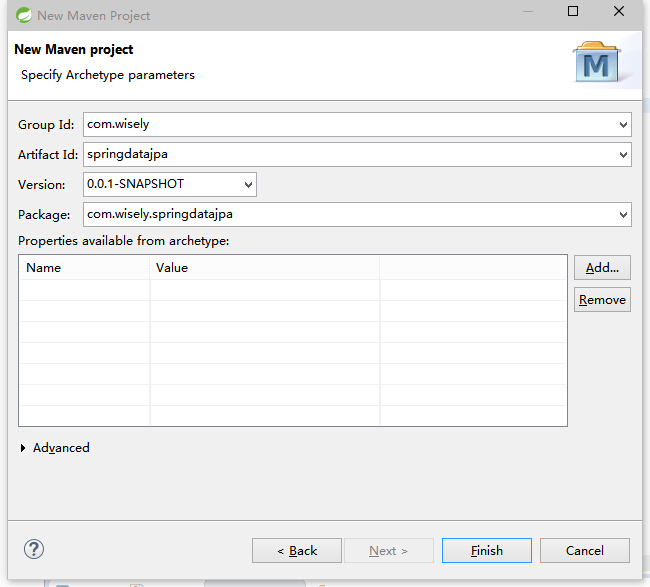 New Maven Project
New Maven project
Specify Archetype parameters
M
Group Id: com.wisely
Artifact Id: springdatajpa
Version: 0.0.1-SNAPSHOT
Package: com.wisely.springdatajpa
Properties available from archetype:
Name Value
Add...
Remove
Advanced
? < Back Next > Finish Cancel